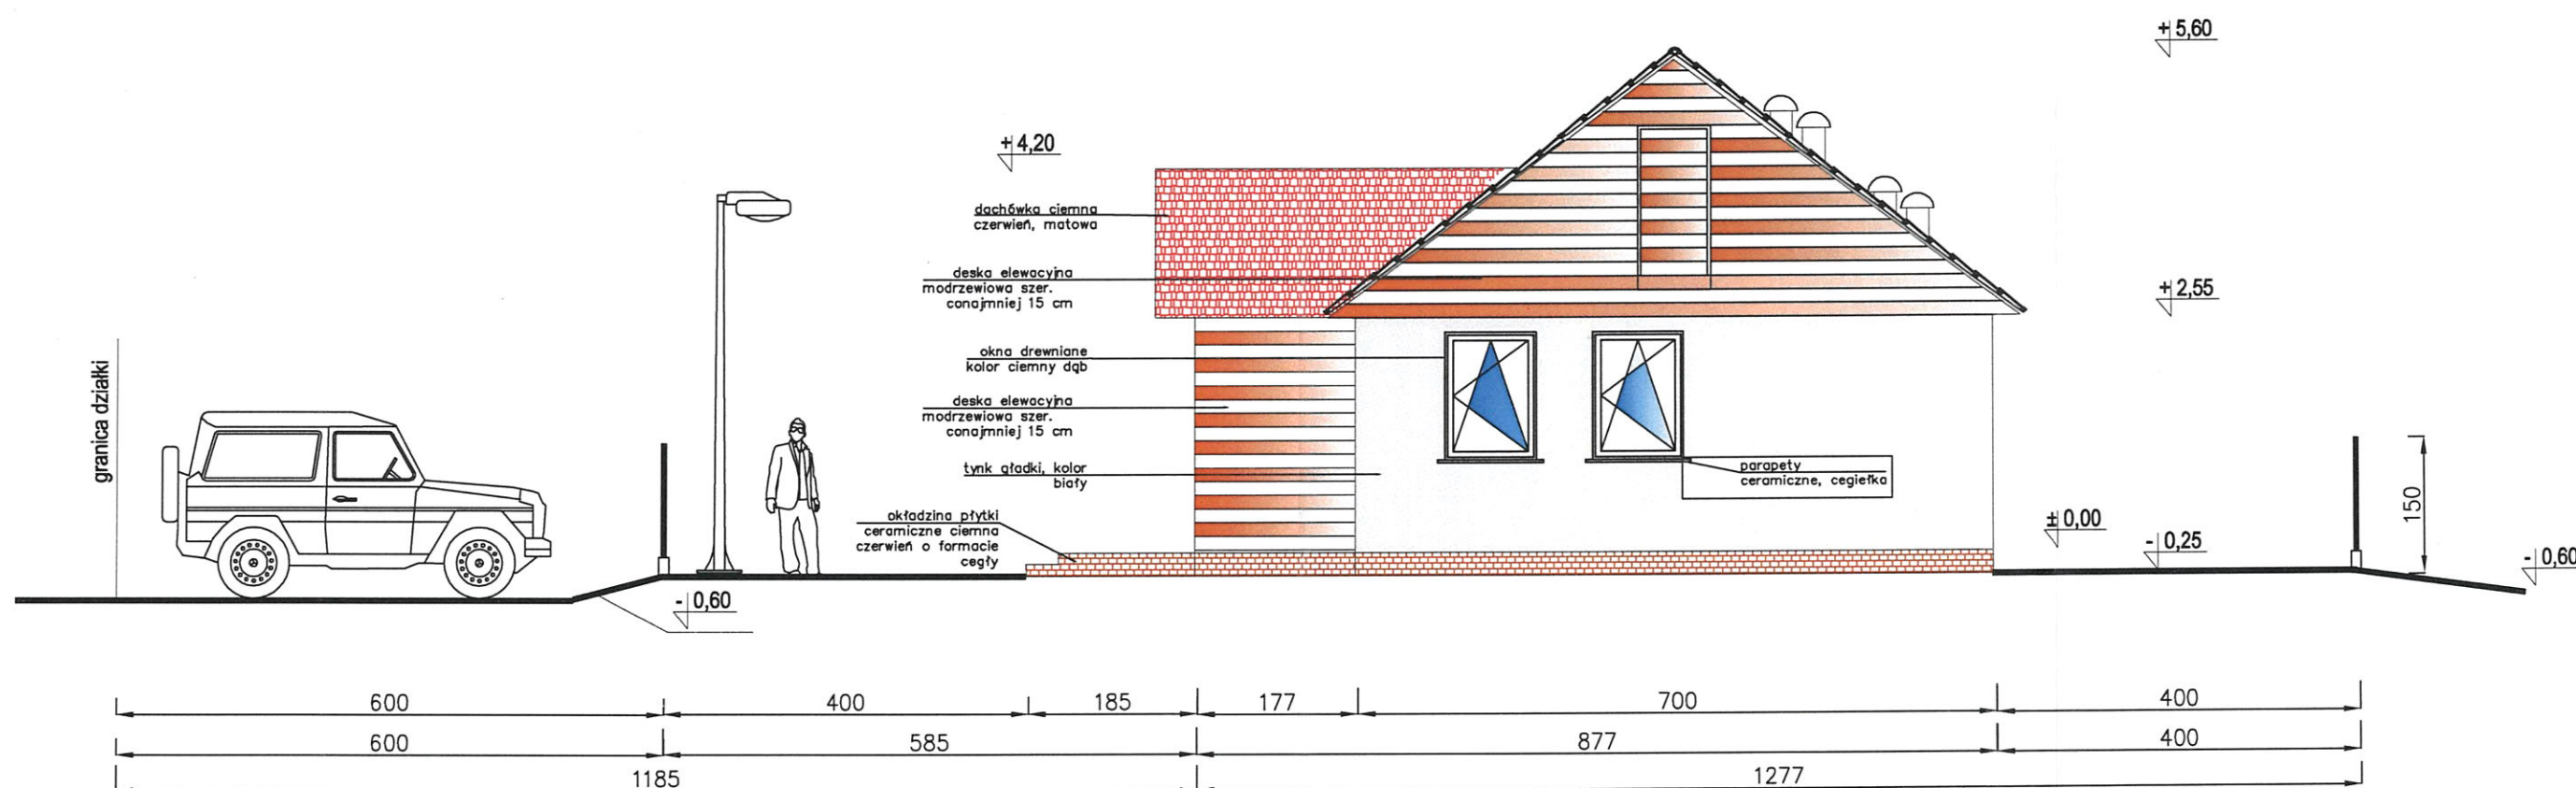 + 5,60
+ 4,20
dachówka ciemna
czerwień, matowa
deska elewacyjna
modrzewiowa szer.
conajmniej 15 cm
+ 2,55
okna drewniane
kolor ciemny dąb
granica działki
deska elewacyjna
modrzewiowa szer.
conajmniej 15 cm
tynk gładki, kolor
biały
parapety
ceramiczne, cegiełka
150
okładzina płytki
ceramiczne ciemna
czerwień o formacie
cegły
± 0,00
- 0,25
- 0,60
- 0,60
600 400 185 177 700 400
600 585 877 400
1185 1277